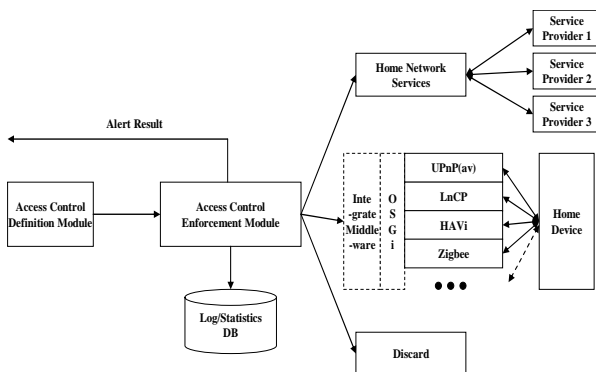 Service
Provider 1
Home Network
Services
Service
Provider 2
Service
Provider 3
Alert Result
UPnP(av)
LnCP
HAVi
Zigbee
Inte
-grate
Middle
-ware
O
S
G
i
Home
Device
Access Control
Definition Module
Access Control
Enforcement Module
Log/Statistics
DB
Discard